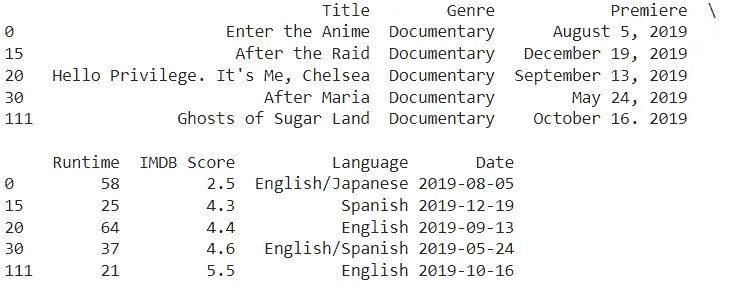 Title Genre Premiere \
0 Enter the Anime Documentary August 5, 2019
15 After the Raid Documentary December 19, 2019
20 Hello Privilege. It's Me, Chelsea Documentary September 13, 2019
30 After Maria Documentary May 24, 2019
111 Ghosts of Sugar Land Documentary October 16. 2019
Runtime IMDB Score Language Date
0 58 2.5 English/Japanese 2019-08-05
15 25 4.3 Spanish 2019-12-19
20 64 4.4 English 2019-09-13
30 37 4.6 English/Spanish 2019-05-24
111 21 5.5 English 2019-10-16